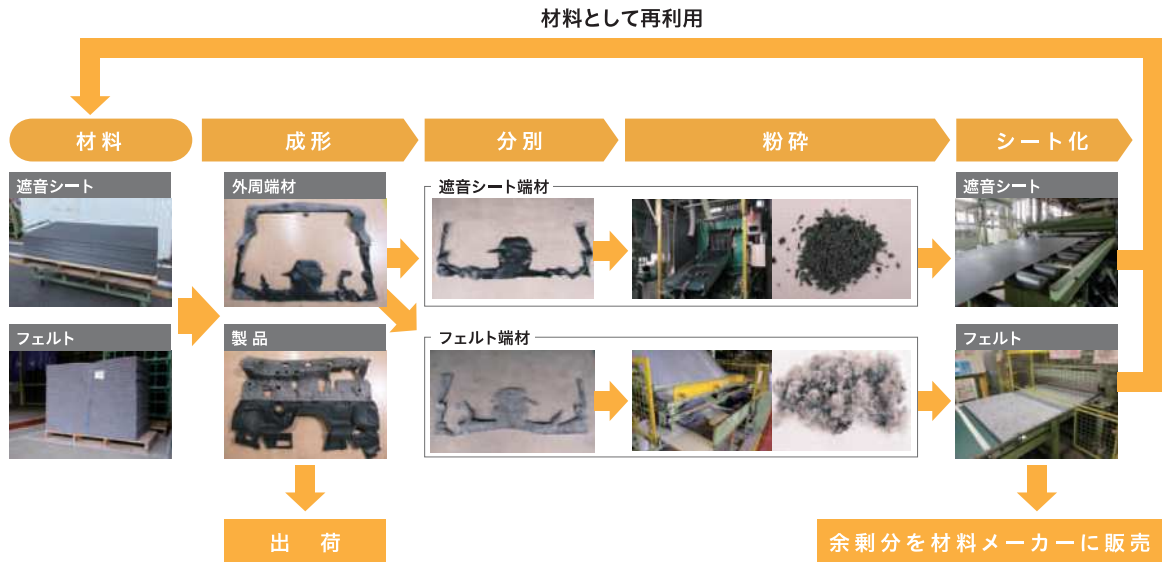 材料として再利用
材料
成形
分別
粉砕
シート化
遮音シート
外周端材
遮音シート端材
遮音シート
フェルト
製品
フェルト端材
フェルト
出 荷
余剰分を材料メーカーに販売